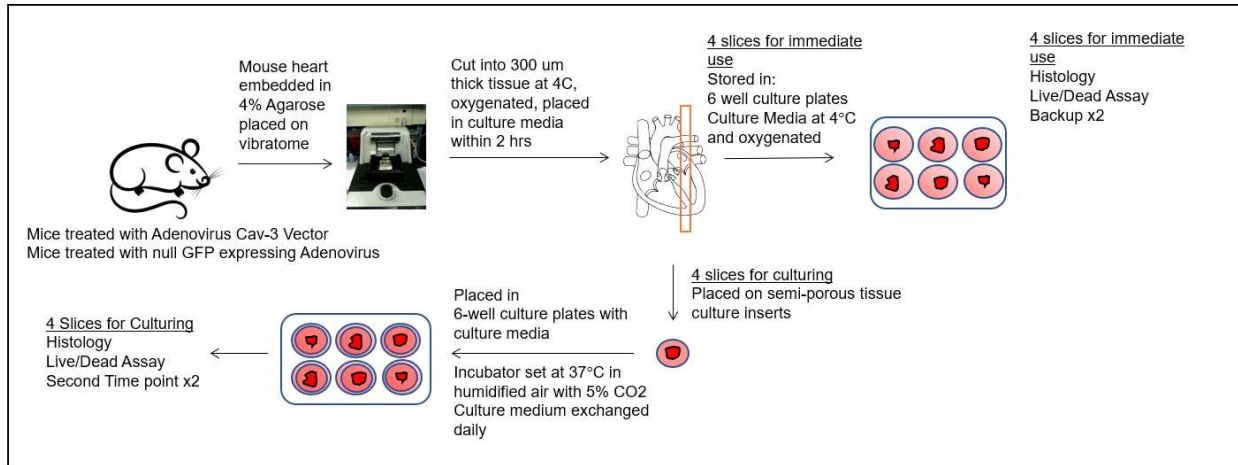 Mouse heart
embedded in
4% Agarose
placed on
vibratome
Cut into 300 um
thick tissue at 4C,
oxygenated, placed
in culture media
within 2 hrs
4 slices for immediate
use
Stored in:
6 well culture plates
Culture Media at 4°C
and oxygenated
4 slices for immediate
use
Histology
Live/Dead Assay
Backup x2
Mice treated with Adenovirus Cav-3 Vector
Mice treated with null GFP expressing Adenovirus
4 slices for culturing
Placed on semi-porous tissue
culture inserts
Placed in
6-well culture plates with
culture media
Incubator set at 37°C in
humidified air with 5% CO2
Culture medium exchanged
daily
4 Slices for Culturing
Histology
Live/Dead Assay
Second Time point x2